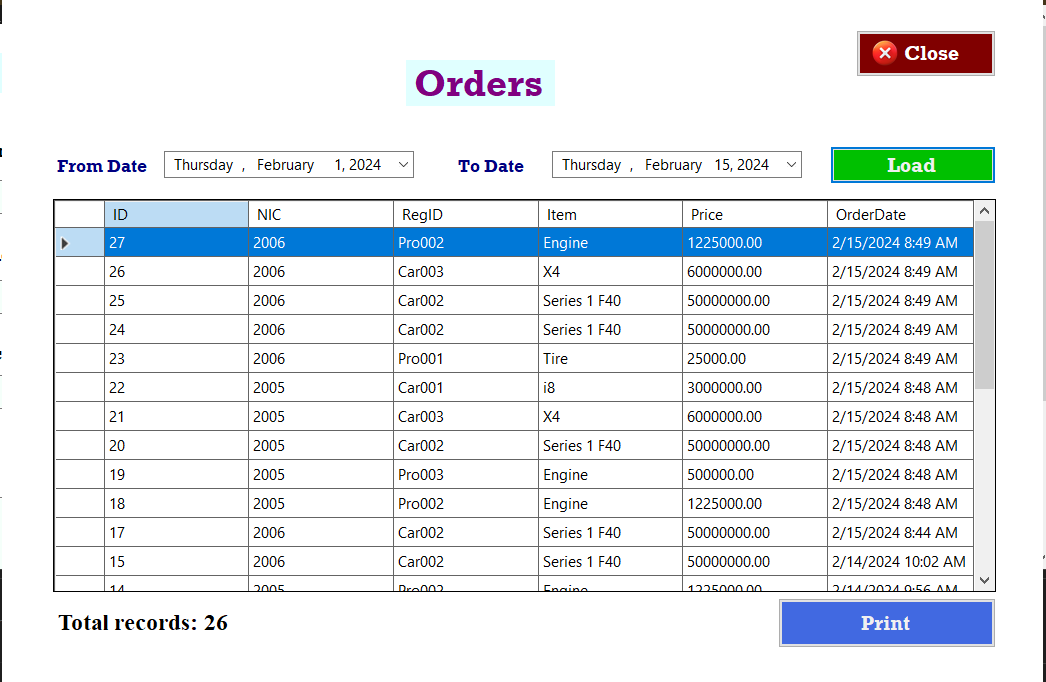 Close
Orders
From Date Thursday , February 1, 2024 To Date Thursday , February 15, 2024 Load
ID NIC RegID Item Price OrderDate
27 2006 Pro002 Engine 1225000.00 2/15/2024 8:49 AM
26 2006 Car003 X4 6000000.00 2/15/2024 8:49 AM
25 2006 Car002 Series 1 F40 50000000.00 2/15/2024 8:49 AM
24 2006 Car002 Series 1 F40 50000000.00 2/15/2024 8:49 AM
23 2006 Pro001 Tire 25000.00 2/15/2024 8:49 AM
22 2005 Car001 i8 3000000.00 2/15/2024 8:48 AM
21 2005 Car003 X4 6000000.00 2/15/2024 8:48 AM
20 2005 Car002 Series 1 F40 50000000.00 2/15/2024 8:48 AM
19 2005 Pro003 Engine 500000.00 2/15/2024 8:48 AM
18 2005 Pro002 Engine 1225000.00 2/15/2024 8:48 AM
17 2006 Car002 Series 1 F40 50000000.00 2/15/2024 8:44 AM
15 2006 Car002 Series 1 F40 50000000.00 2/14/2024 10:02 AM
14 2005 Pro002 Engine 1225000.00 2/14/2024 9:56 AM
Total records: 26 Print